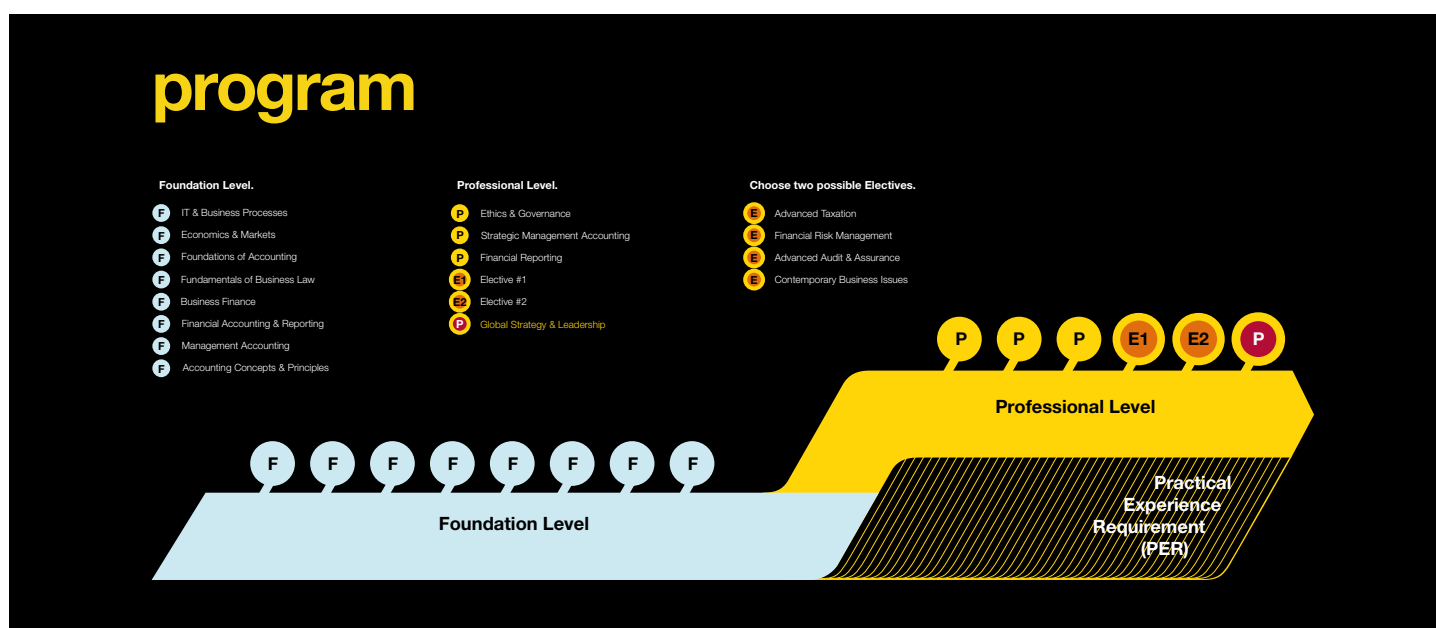 program
Foundation Level.
F IT & Business Processes
F Economics & Markets
F Foundations of Accounting
F Fundamentals of Business Law
F Business Finance
F Financial Accounting & Reporting
F Management Accounting
F Accounting Concepts & Principles
Professional Level.
P Ethics & Governance
P Strategic Management Accounting
P Financial Reporting
E1 Elective #1
E2 Elective #2
P Global Strategy & Leadership
Choose two possible Electives.
E Advanced Taxation
E Financial Risk Management
E Advanced Audit & Assurance
E Contemporary Business Issues
P P P E1 E2 P
Professional Level
F F F F F F F F
Foundation Level
Practical
Experience
Requirement
(PER)